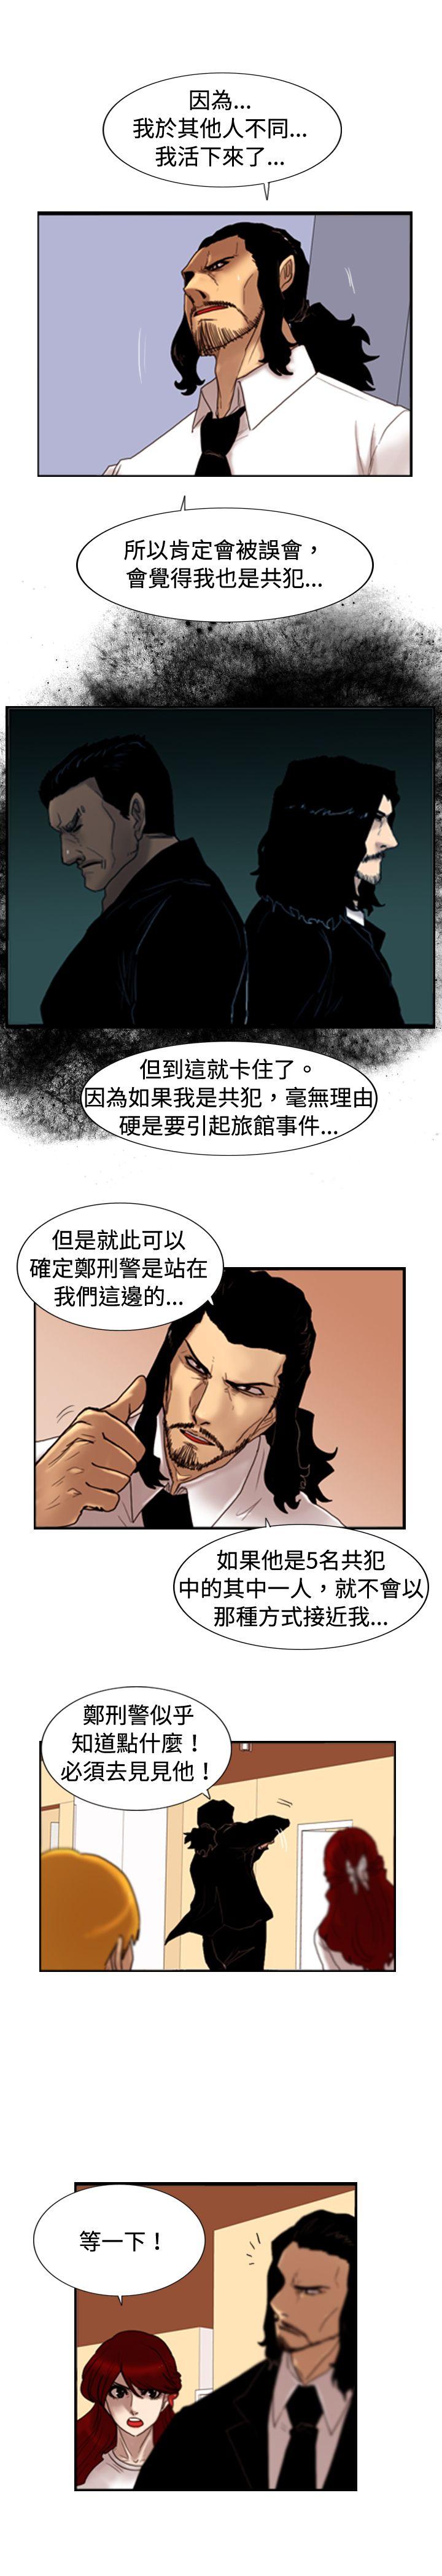 因為...
我於其他人不同...
我活下來了...
所以肯定會被誤會，
會覺得我也是共犯...
但到這就卡住了。
因為如果我是共犯，毫無理由
硬是要引起旅館事件...
但是就此可以
確定鄭刑警是站在
我們這邊的...
如果他是5名共犯
中的其中一人，就不會以
那種方式接近我...
鄭刑警似乎
知道點什麼！
必須去見見他！
等一下！